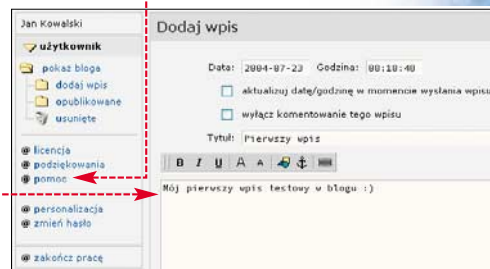 Jan Kowalski
użytkownik
pokaż bloga
dodaj wpis
opublikowane
usunięte
@ licencja
@ podziękowania
@ pomoc
@ personalizacja
@ zmień hasło
@ zakończ pracę
Dodaj wpis
Data: 2004-07-23 Godzina: 00:10:40
aktualizuj datę/godzinę w momencie wysłania wpisu
wyłącz komentowanie tego wpisu
Tytuł: Pierwszy wpis
B I U A A
Mój pierwszy wpis testowy w blogu :)